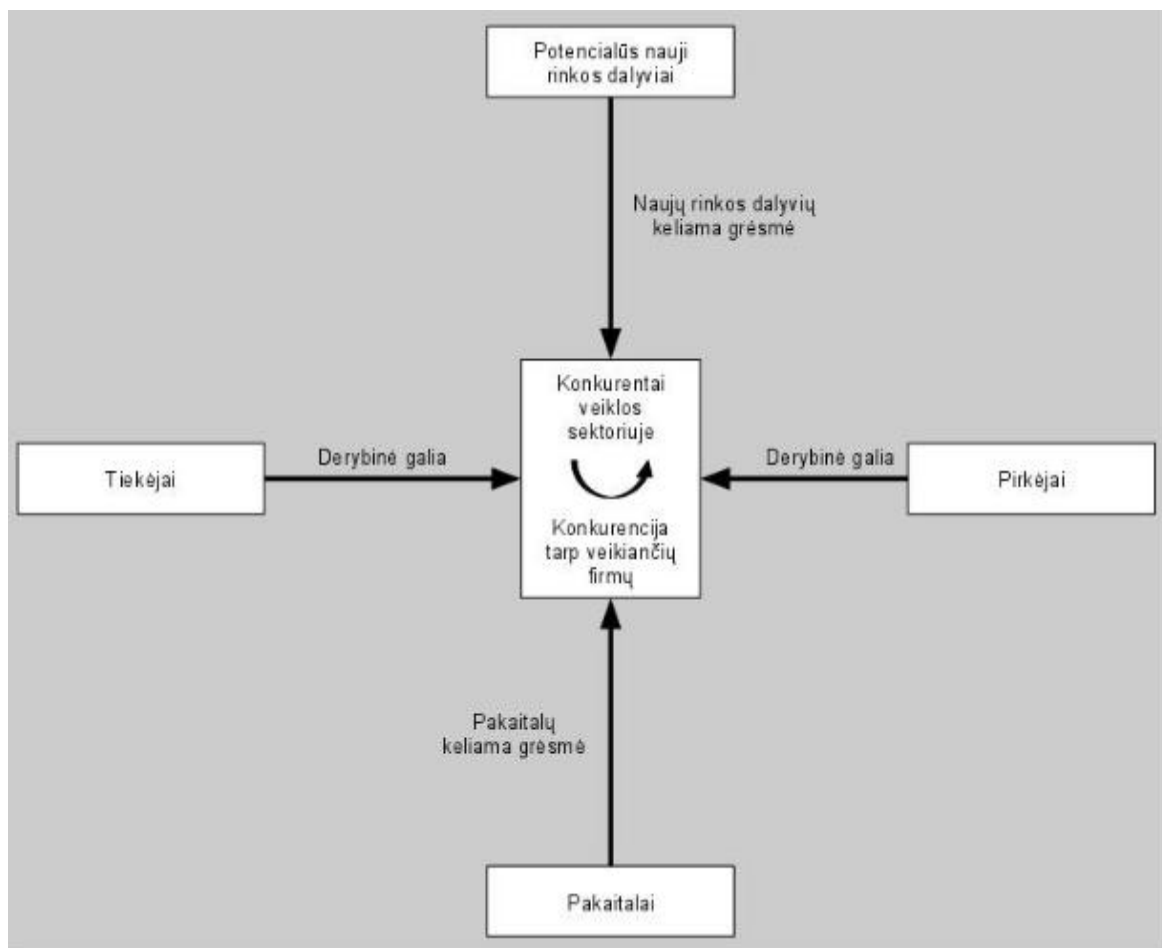 Potencialūs nauji
rinkos dalyviai
Naujų rinkos dalyvių
keliama grėsmė
Konkurentai
veiklos
sektoriuje
Tiekėjai
Derybinė galia
Derybinė galia
Pirkėjai
Konkurencija
tarp veikiančių
firmų
Pakaitalų
keliama grėsmė
Pakaitalai